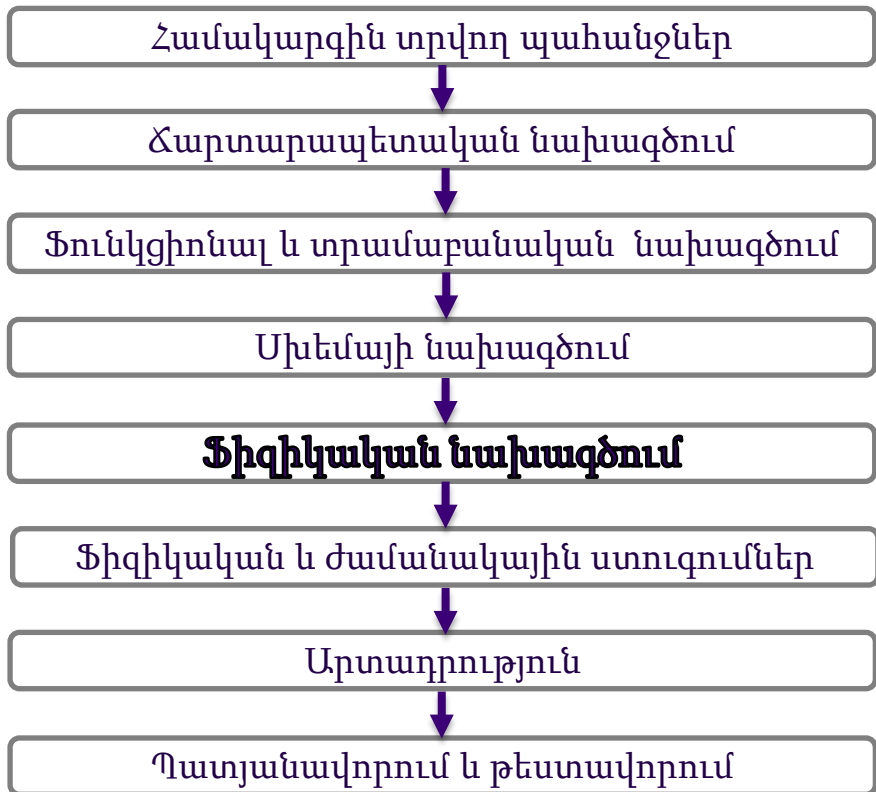 Համակարգին տրվող պահանջներ
Ճարտարապետական նախագծում
Ֆունկցիոնալ և տրամաբանական նախագծում
Սխեմայի նախագծում
Ֆիզիկական նախագծում
Ֆիզիկական և ժամանակային ստուգումներ
Արտադրություն
Պատյանավորում և թեստավորում